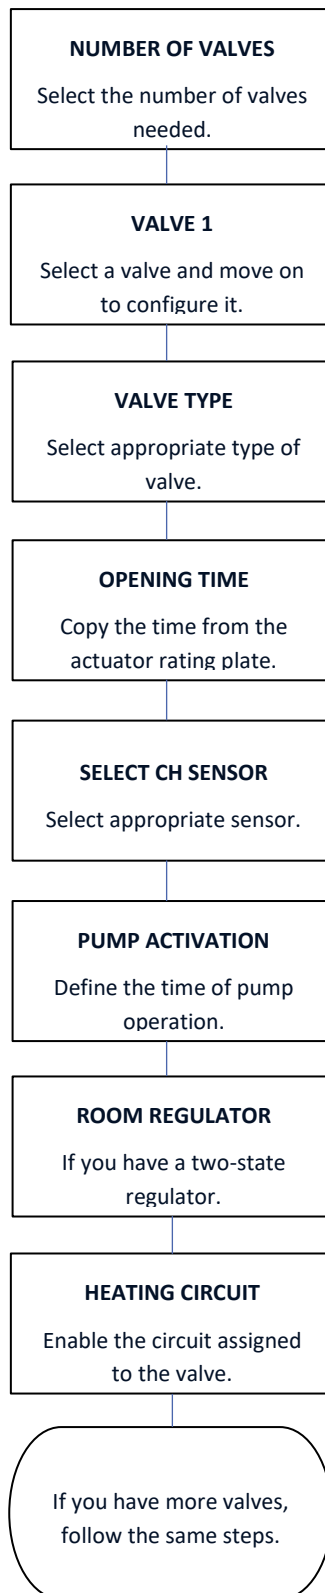 NUMBER OF VALVES
Select the number of valves
needed.
VALVE 1
Select a valve and move on
to configure it.
VALVE TYPE
Select appropriate type of
valve.
OPENING TIME
Copy the time from the
actuator rating plate.
SELECT CH SENSOR
Select appropriate sensor.
PUMP ACTIVATION
Define the time of pump
operation.
ROOM REGULATOR
If you have a two-state
regulator.
HEATING CIRCUIT
Enable the circuit assigned
to the valve.
If you have more valves,
follow the same steps.